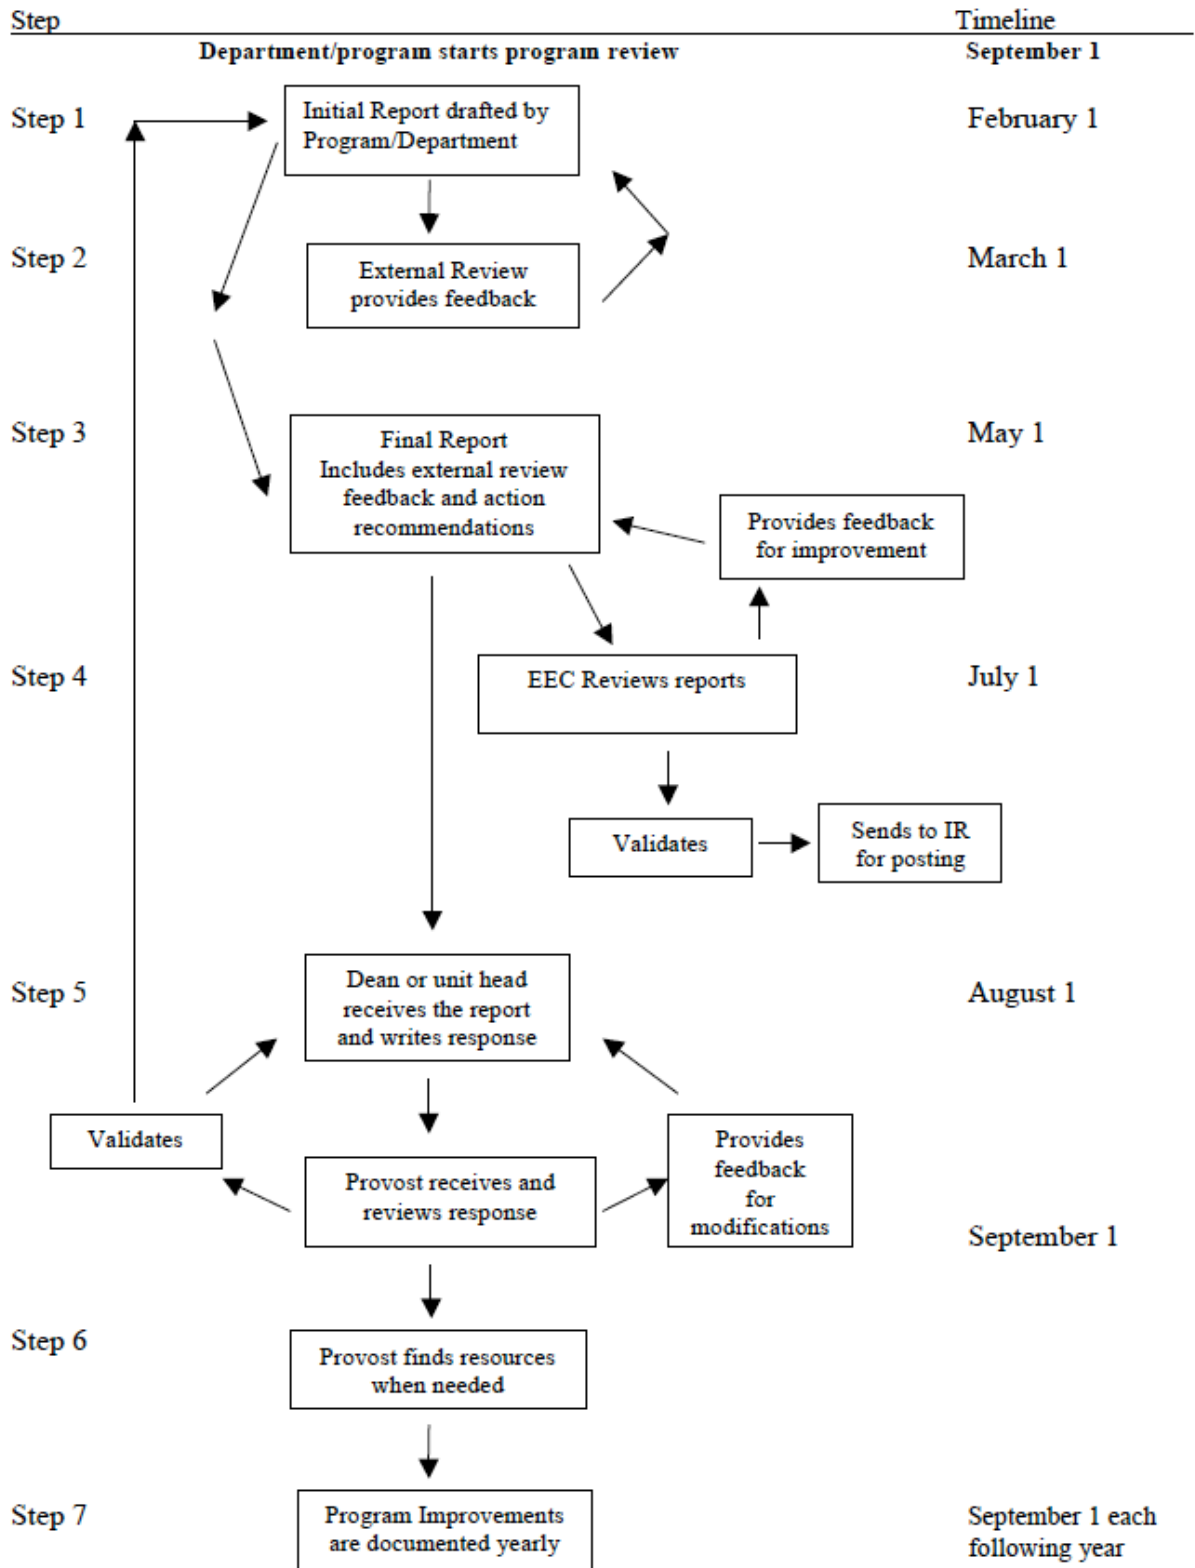 Step Timeline
Department/program starts program review September 1
Step 1 Initial Report drafted by February 1
Program/Department
Step 2 External Review March 1
provides feedback
Step 3 Final Report May 1
Includes external review
feedback and action
recommendations
Provides feedback
for improvement
Step 4 EEC Reviews reports July 1
Validates
Sends to IR
for posting
Step 5 Dean or unit head August 1
receives the report
and writes response
Validates
Provost receives and
reviews response
Provides
feedback
for
modifications
September 1
Step 6 Provost finds resources
when needed
Step 7 Program Improvements September 1 each
are documented yearly following year